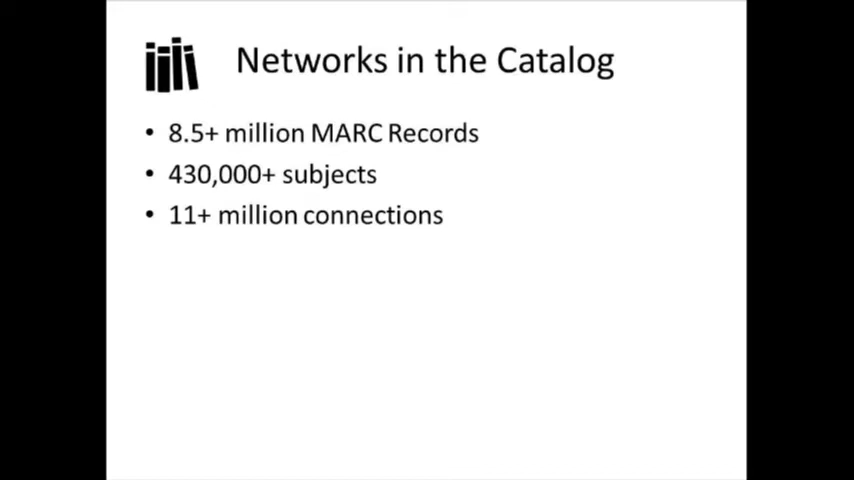 Networks in the Catalog
• 8.5+ million MARC Records
• 430,000+ subjects
• 11+ million connections